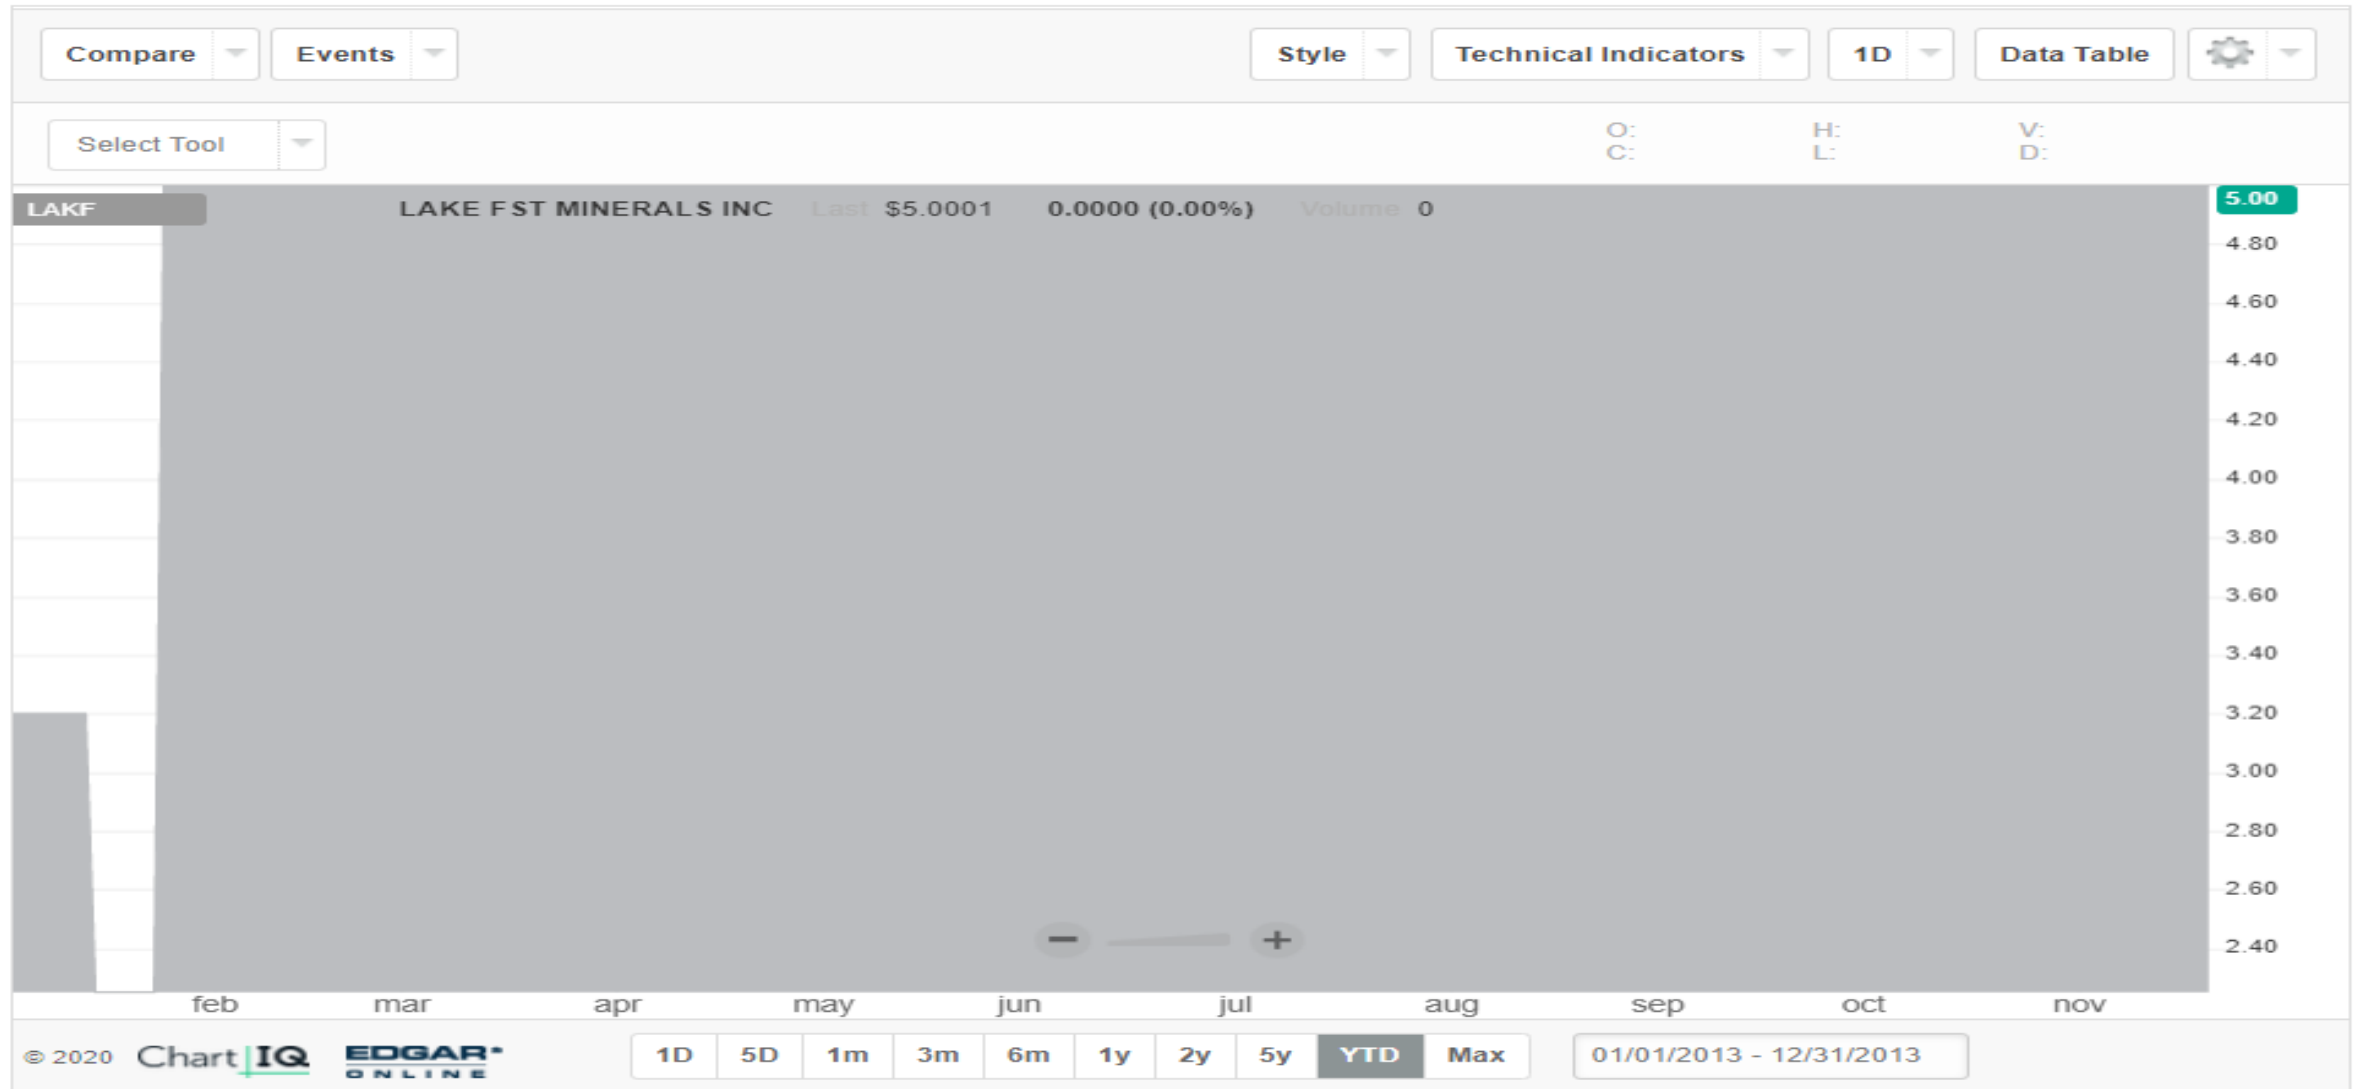 Compare Events Style Technical Indicators 1D Data Table
Select Tool O: H: V:
C: L: D:
LAKF LAKE FST MINERALS INC Last $5.0001 0.0000 (0.00%) Volume 0 5.00
4.80
4.60
4.40
4.20
4.00
3.80
3.60
3.40
3.20
3.00
2.80
2.60
2.40
feb mar apr may jun jul aug sep oct nov
© 2020 Chart IQ EDGAR ONLINE 1D 5D 1m 3m 6m 1y 2y 5y YTD Max 01/01/2013 - 12/31/2013